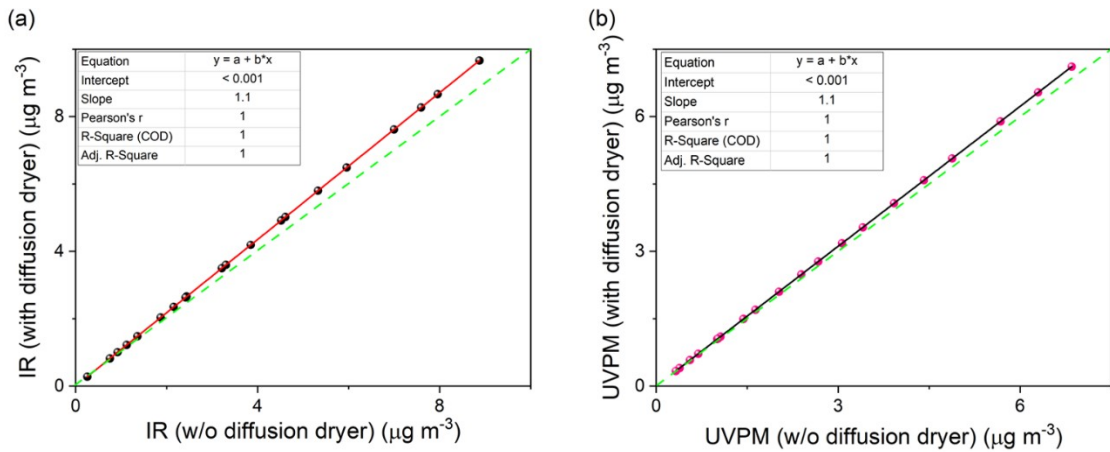 (a)
IR (with diffusion dryer) (μg m-3)
8
4
0
Equation y = a + b*x
Intercept < 0.001
Slope 1.1
Pearson's r 1
R-Square (COD) 1
Adj. R-Square 1
0 4 8
IR (w/o diffusion dryer) (μg m-3)
(b)
UVPM (with diffusion dryer) (μg m-3)
6
3
0
Equation y = a + b*x
Intercept < 0.001
Slope 1.1
Pearson's r 1
R-Square (COD) 1
Adj. R-Square 1
0 3 6
UVPM (w/o diffusion dryer) (μg m-3)